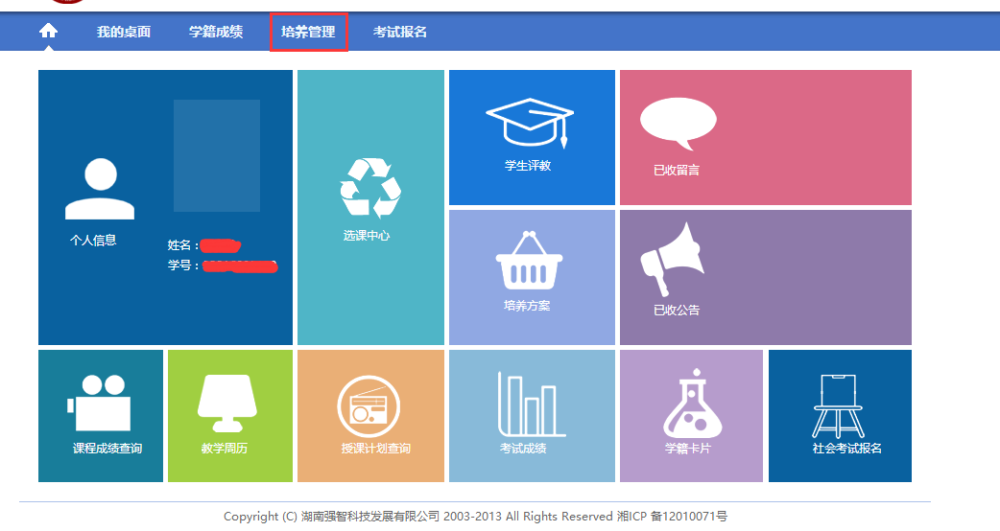 我的桌面 学籍成绩 培养管理 考试报名
个人信息
姓名：
学号：
选课中心
学生评教
已收留言
培养方案
已收公告
课程成绩查询
教学周历
授课计划查询
考试成绩
学籍卡片
社会考试报名
Copyright (C) 湖南强智科技发展有限公司 2003-2013 All Rights Reserved 湘ICP 备12010071号